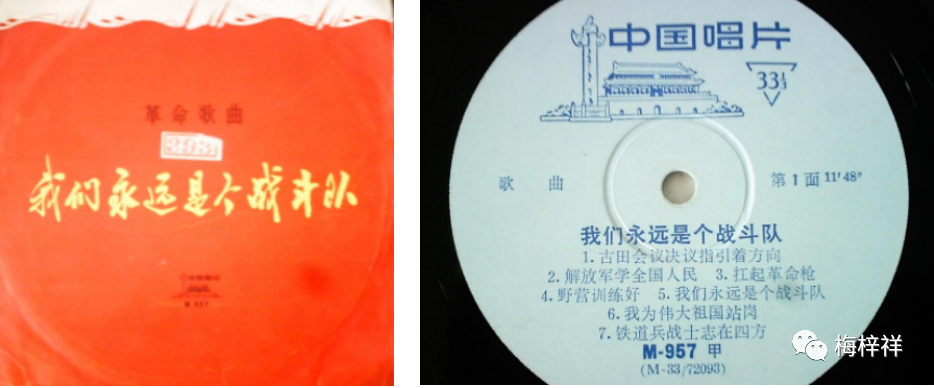 革命歌曲
我们永远是个战斗队
中国唱片
中国唱片
33⅓
歌 曲
第1面 11'48"
我们永远是个战斗队
1.古田会议决议指引着方向
2.解放军学全国人民 3.扛起革命枪
4.野营训练好 5.我们永远是个战斗队
6.我为伟大祖国站岗
7.铁道兵战士志在四方
M-957 甲
(M-33/72093)
梅梓祥